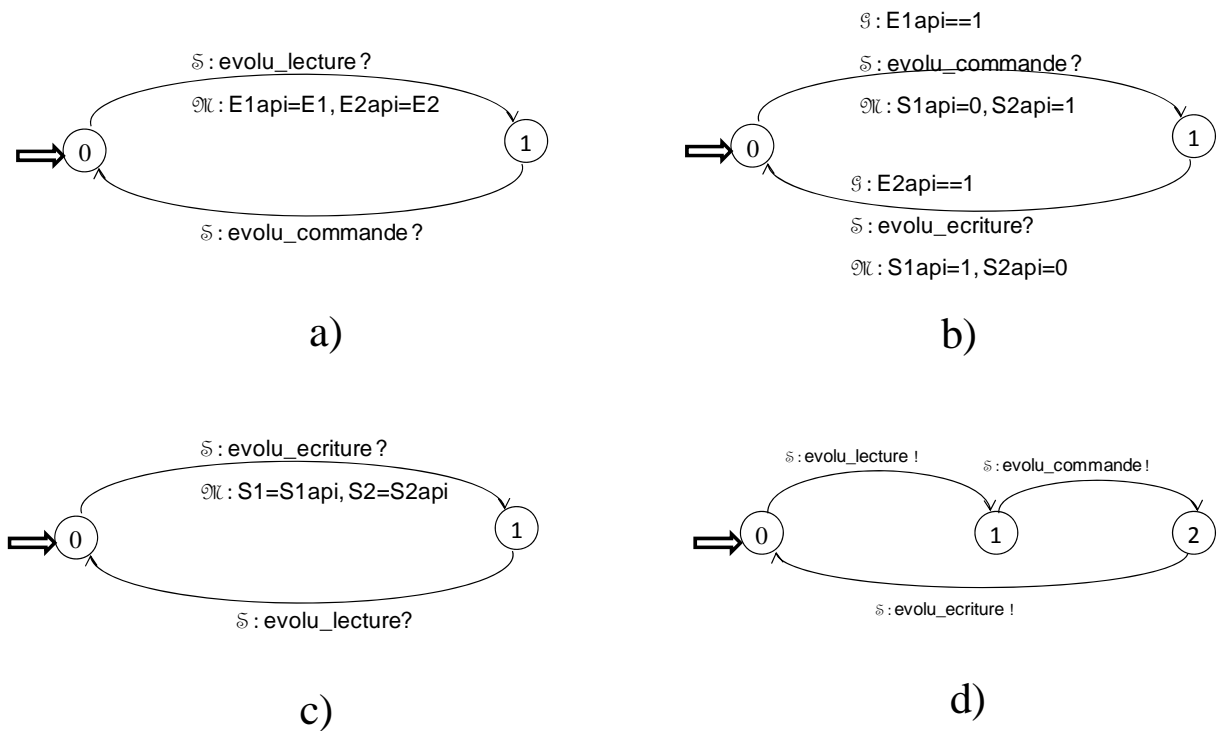 𝒮 : evolu_lecture?
ℳ : E1api=E1, E2api=E2
0
1
𝒮 : evolu_commande?
a)
𝒢 : E1api==1
𝒮 : evolu_commande?
ℳ : S1api=0, S2api=1
0
1
𝒢 : E2api==1
𝒮 : evolu_ecriture?
ℳ : S1api=1, S2api=0
b)
𝒮 : evolu_ecriture?
ℳ : S1=S1api, S2=S2api
0
1
𝒮 : evolu_lecture?
c)
𝒮 : evolu_lecture !
𝒮 : evolu_commande!
0
1
2
𝒮 : evolu_ecriture !
d)